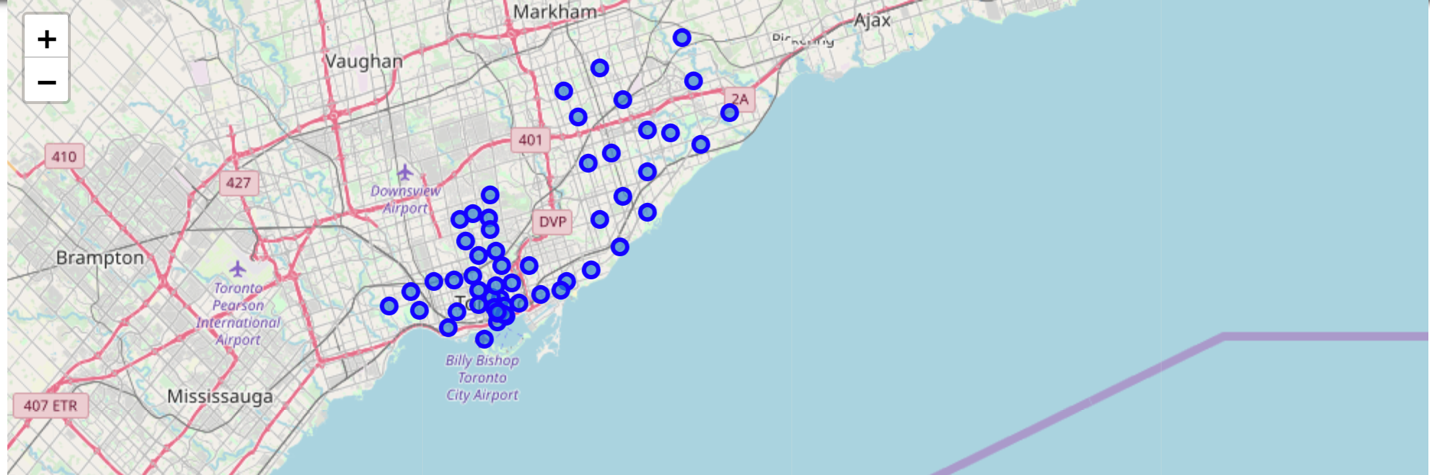 +
Markham
Ajax
−
Vaughan
2A
401
410
427
Downsview
Airport
DVP
Brampton
Toronto
Pearson
International
Airport
Billy Bishop
Toronto
City Airport
Mississauga
407 ETR